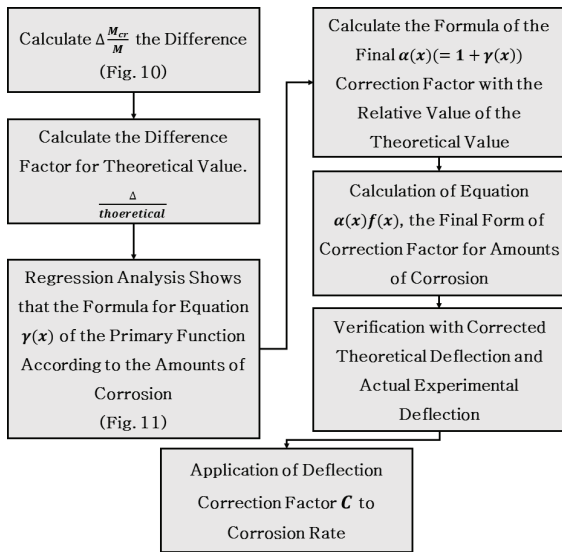 Calculate Δ M_cr/M the Difference
(Fig. 10)
Calculate the Difference
Factor for Theoretical Value.
Δ/thoeretical
Regression Analysis Shows
that the Formula for Equation
γ(x) of the Primary Function
According to the Amounts of
Corrosion
(Fig. 11)
Calculate the Formula of the
Final α(x)(= 1 + γ(x))
Correction Factor with the
Relative Value of the
Theoretical Value
Calculation of Equation
α(x)f(x), the Final Form of
Correction Factor for Amounts
of Corrosion
Verification with Corrected
Theoretical Deflection and
Actual Experimental
Deflection
Application of Deflection
Correction Factor C to
Corrosion Rate